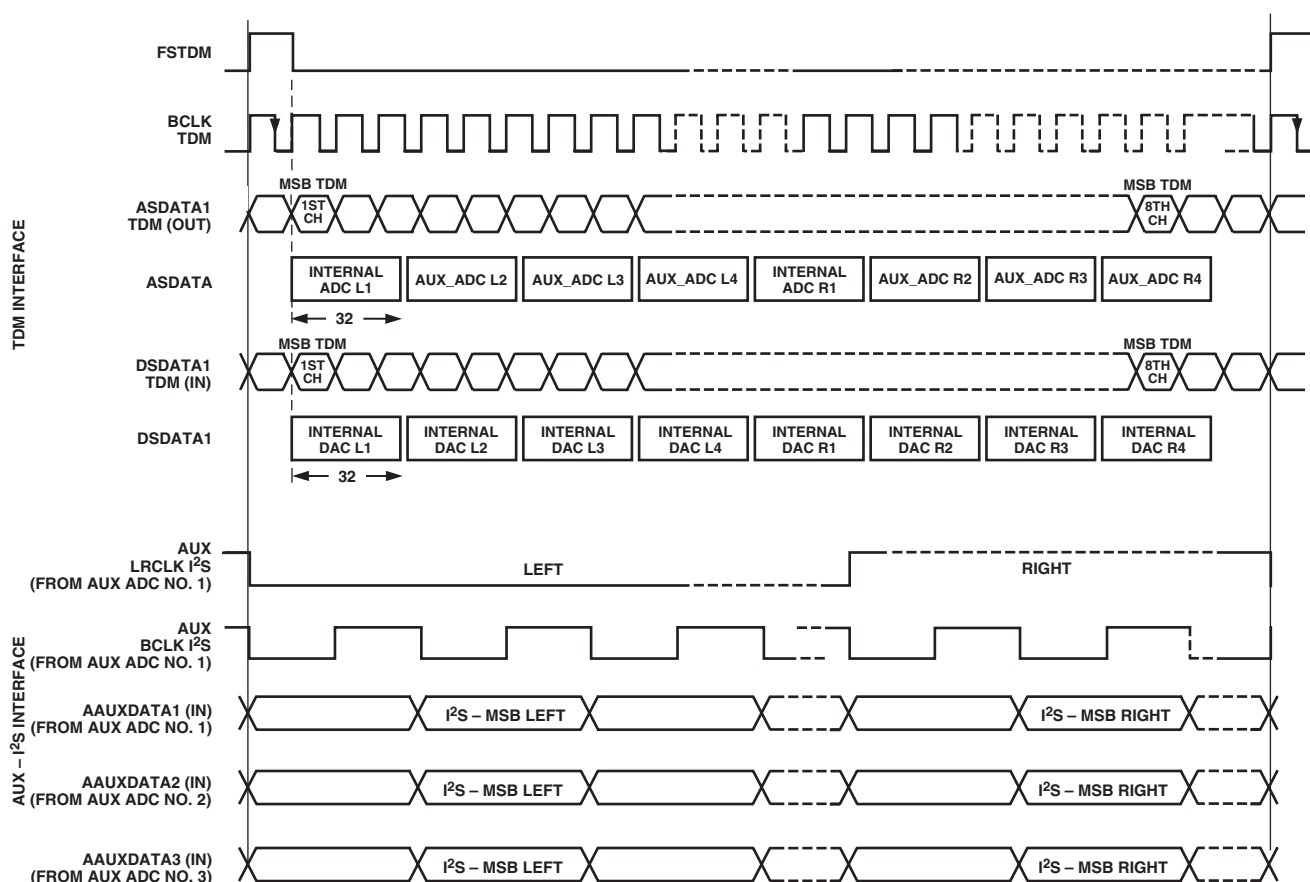 FSTDM
BCLK
TDM
MSB TDM
MSB TDM
ASDATA1
TDM (OUT)
1ST
CH
8TH
CH
ASDATA
INTERNAL
ADC L1
AUX_ADC L2
AUX_ADC L3
AUX_ADC L4
INTERNAL
ADC R1
AUX_ADC R2
AUX_ADC R3
AUX_ADC R4
32
TDM INTERFACE
MSB TDM
MSB TDM
DSDATA1
TDM (IN)
1ST
CH
8TH
CH
DSDATA1
INTERNAL
DAC L1
INTERNAL
DAC L2
INTERNAL
DAC L3
INTERNAL
DAC L4
INTERNAL
DAC R1
INTERNAL
DAC R2
INTERNAL
DAC R3
INTERNAL
DAC R4
32
AUX
LRCLK I²S
(FROM AUX ADC NO. 1)
LEFT
RIGHT
AUX
BCLK I²S
(FROM AUX ADC NO. 1)
AUX – I²S INTERFACE
AAUXDATA1 (IN)
(FROM AUX ADC NO. 1)
I²S – MSB LEFT
I²S – MSB RIGHT
AAUXDATA2 (IN)
(FROM AUX ADC NO. 2)
I²S – MSB LEFT
I²S – MSB RIGHT
AAUXDATA3 (IN)
(FROM AUX ADC NO. 3)
I²S – MSB LEFT
I²S – MSB RIGHT